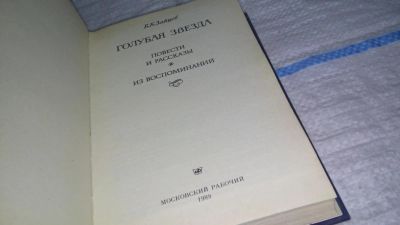 Б.К.Зайцев
ГОЛУБАЯ ЗВЕЗДА
ПОВЕСТИ
И РАССКАЗЫ
ИЗ ВОСПОМИНАНИЙ
МОСКОВСКИЙ РАБОЧИЙ
1989